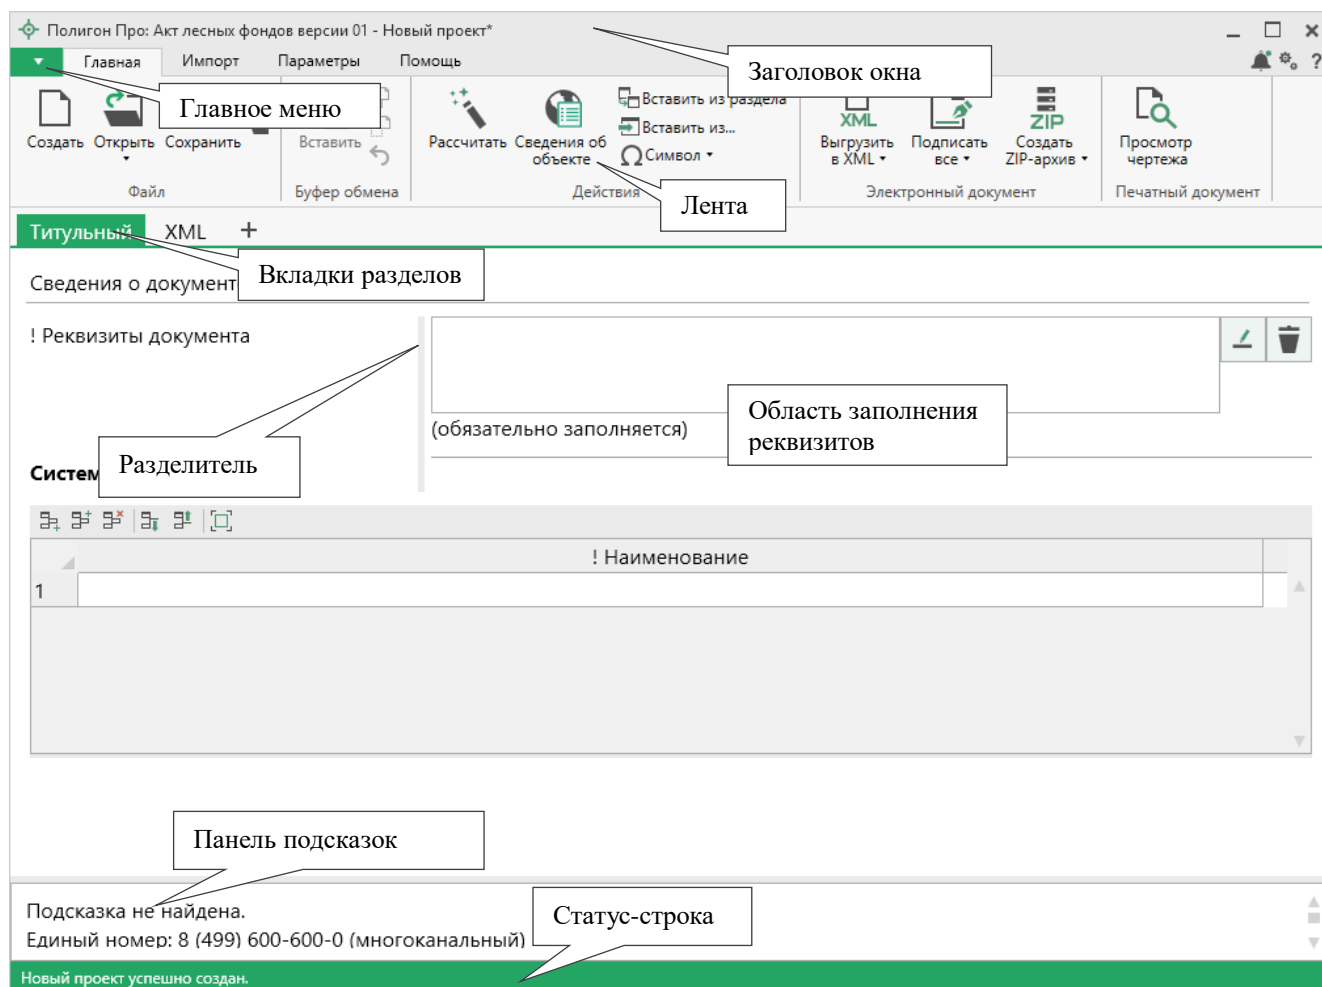 Полигон Про: Акт лесных фондов версии 01 - Новый проект*
Главная Импорт Параметры Помощь
?
Заголовок окна
Главное меню
Создать Открыть Сохранить
Вставить
Рассчитать Сведения об объекте
Вставить из раздела
Вставить из...
Символ
XML
Выгрузить в XML
Подписать все
ZIP
Создать ZIP-архив
Просмотр чертежа
Файл Буфер обмена Действия Электронный документ Печатный документ
Лента
Титульный XML +
Вкладки разделов
Сведения о документ
! Реквизиты документа
Область заполнения
реквизитов
(обязательно заполняется)
Разделитель
Систем
! Наименование
1
Панель подсказок
Подсказка не найдена.
Единый номер: 8 (499) 600-600-0 (многоканальный)
Статус-строка
Новый проект успешно создан.